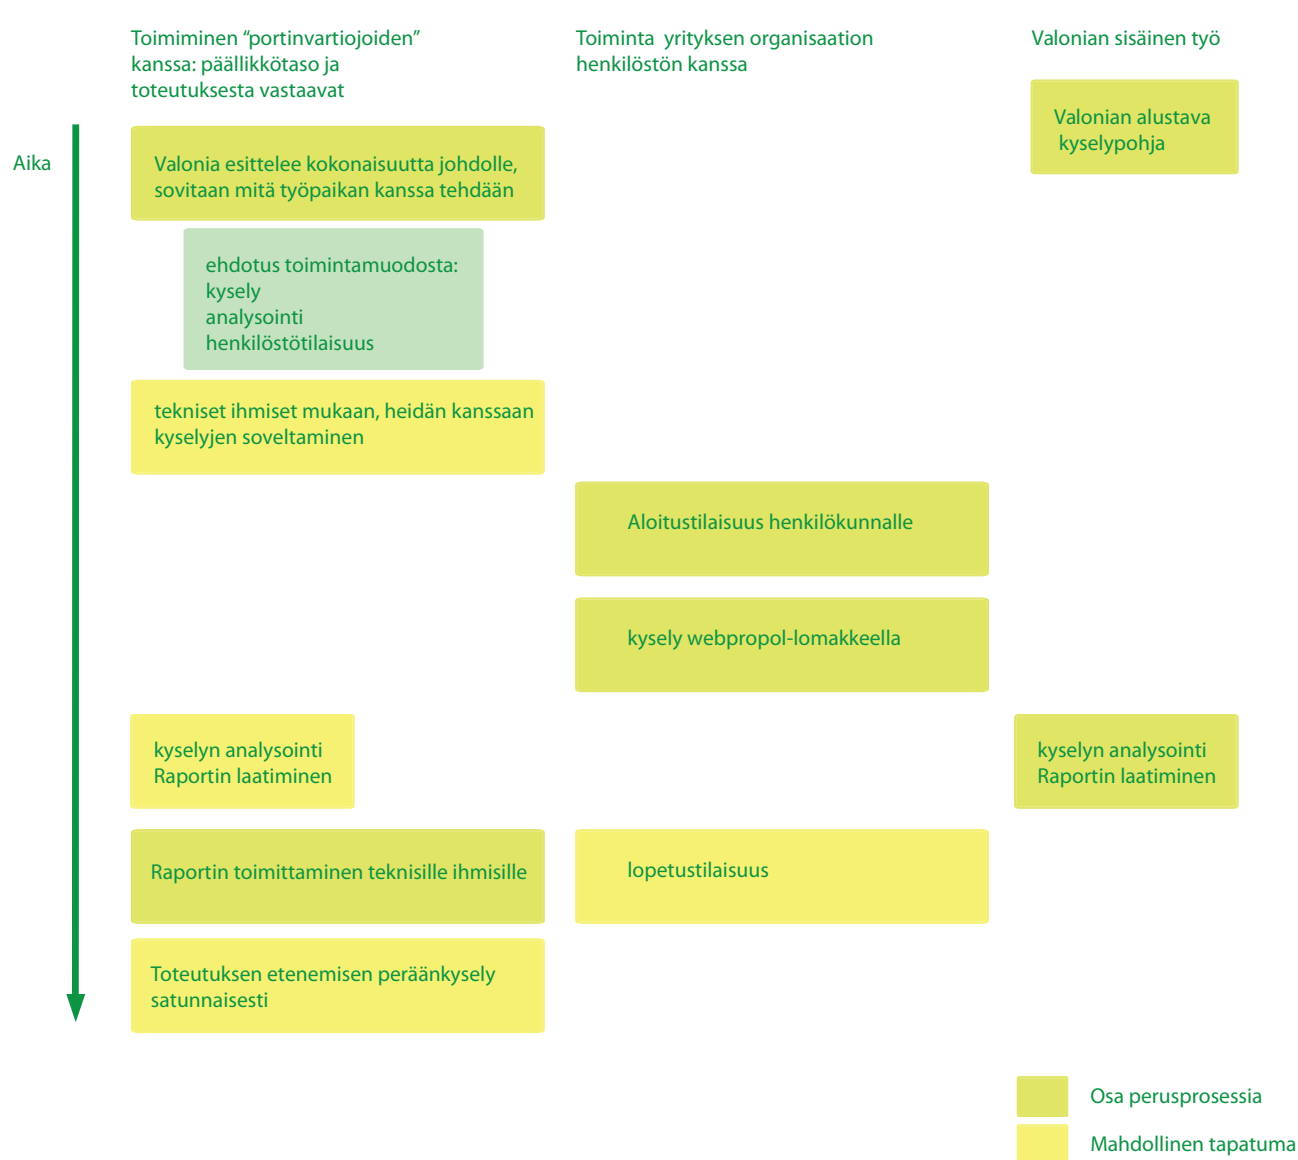 Toimiminen “portinvartiojoiden”
kanssa: päällikkötaso ja
toteutuksesta vastaavat
Toiminta yrityksen organisaation
henkilöstön kanssa
Valonian sisäinen työ
Valonian alustava
kyselypohja
Aika
Valonia esittelee kokonaisuutta johdolle,
sovitaan mitä työpaikan kanssa tehdään
ehdotus toimintamuodosta:
kysely
analysointi
henkilöstötilaisuus
tekniset ihmiset mukaan, heidän kanssaan
kyselyjen soveltaminen
Aloitustilaisuus henkilökunnalle
kysely webpropol-lomakkeella
kyselyn analysointi
Raportin laatiminen
kyselyn analysointi
Raportin laatiminen
Raportin toimittaminen teknisille ihmisille
lopetustilaisuus
Toteutuksen etenemisen peräänkysely
satunnaisesti
Osa perusprosessia
Mahdollinen tapatuma